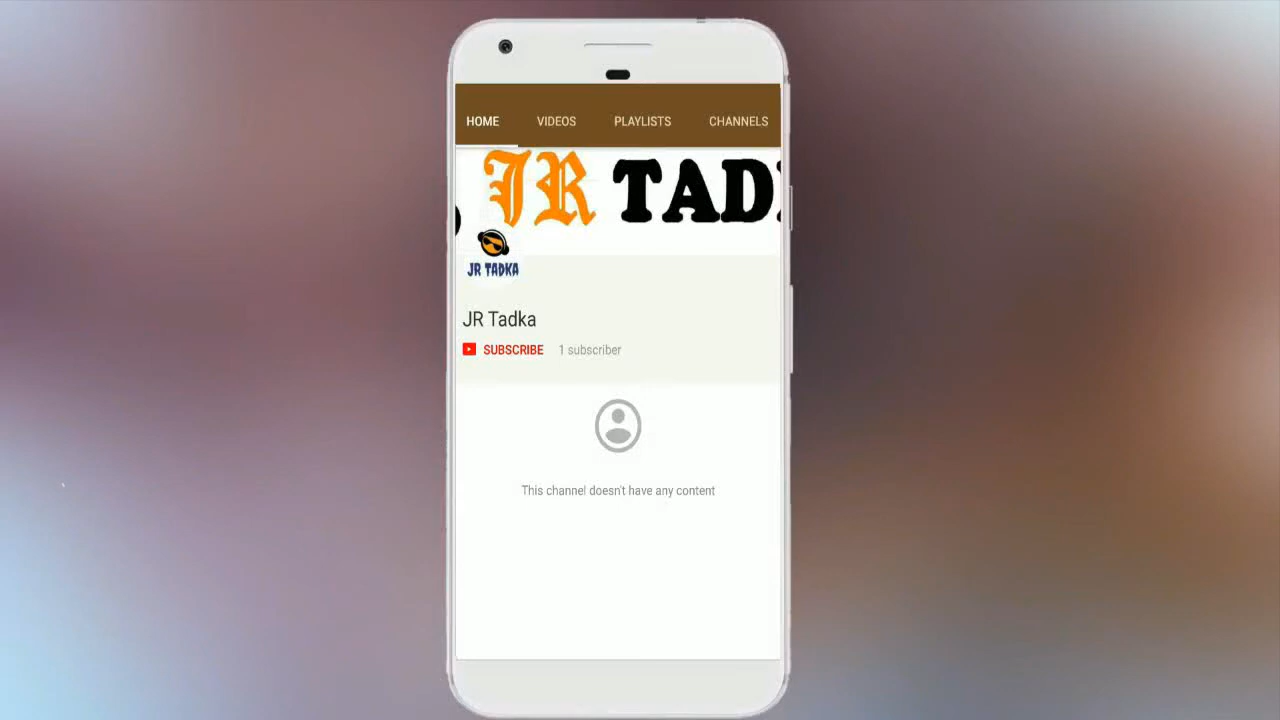 HOME VIDEOS PLAYLISTS CHANNELS
JR TAD
JR TADKA
JR Tadka
SUBSCRIBE 1 subscriber
This channel doesn't have any content